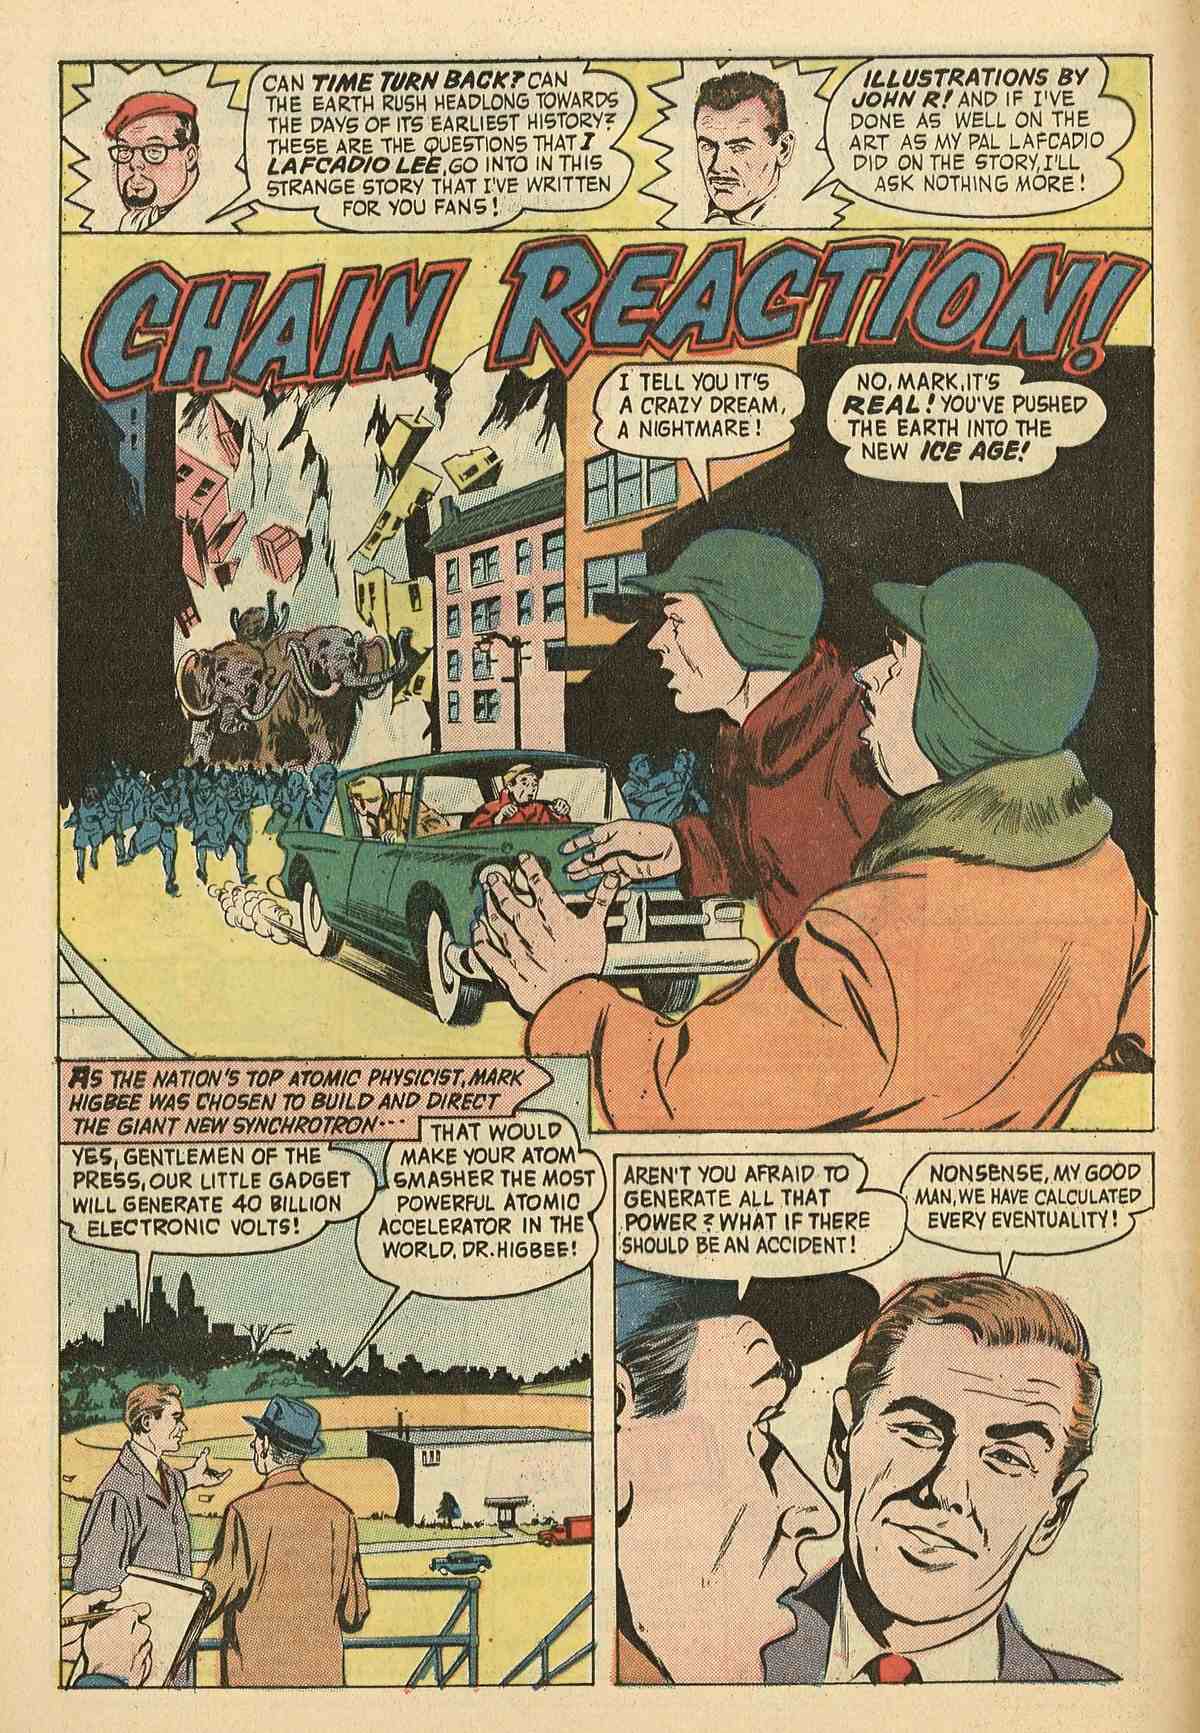 CAN TIME TURN BACK? CAN
THE EARTH RUSH HEADLONG TOWARDS
THE DAYS OF ITS EARLIEST HISTORY?
THESE ARE THE QUESTIONS THAT I
LAFCADIO LEE, GO INTO IN THIS
STRANGE STORY THAT I'VE WRITTEN
FOR YOU FANS!
ILLUSTRATIONS BY
JOHN R! AND IF I'VE
DONE AS WELL ON THE
ART AS MY PAL LAFCADIO
DID ON THE STORY, I'LL
ASK NOTHING MORE!
CHAIN REACTION!
I TELL YOU IT'S
A CRAZY DREAM,
A NIGHTMARE!
NO, MARK, IT'S
REAL! YOU'VE PUSHED
THE EARTH INTO THE
NEW ICE AGE!
AS THE NATION'S TOP ATOMIC PHYSICIST, MARK
HIGBEE WAS CHOSEN TO BUILD AND DIRECT
THE GIANT NEW SYNCHROTRON---
YES, GENTLEMEN OF THE
PRESS, OUR LITTLE GADGET
WILL GENERATE 40 BILLION
ELECTRONIC VOLTS!
THAT WOULD
MAKE YOUR ATOM
SMASHER THE MOST
POWERFUL ATOMIC
ACCELERATOR IN THE
WORLD, DR. HIGBEE!
AREN'T YOU AFRAID TO
GENERATE ALL THAT
POWER? WHAT IF THERE
SHOULD BE AN ACCIDENT!
NONSENSE, MY GOOD
MAN, WE HAVE CALCULATED
EVERY EVENTUALITY!